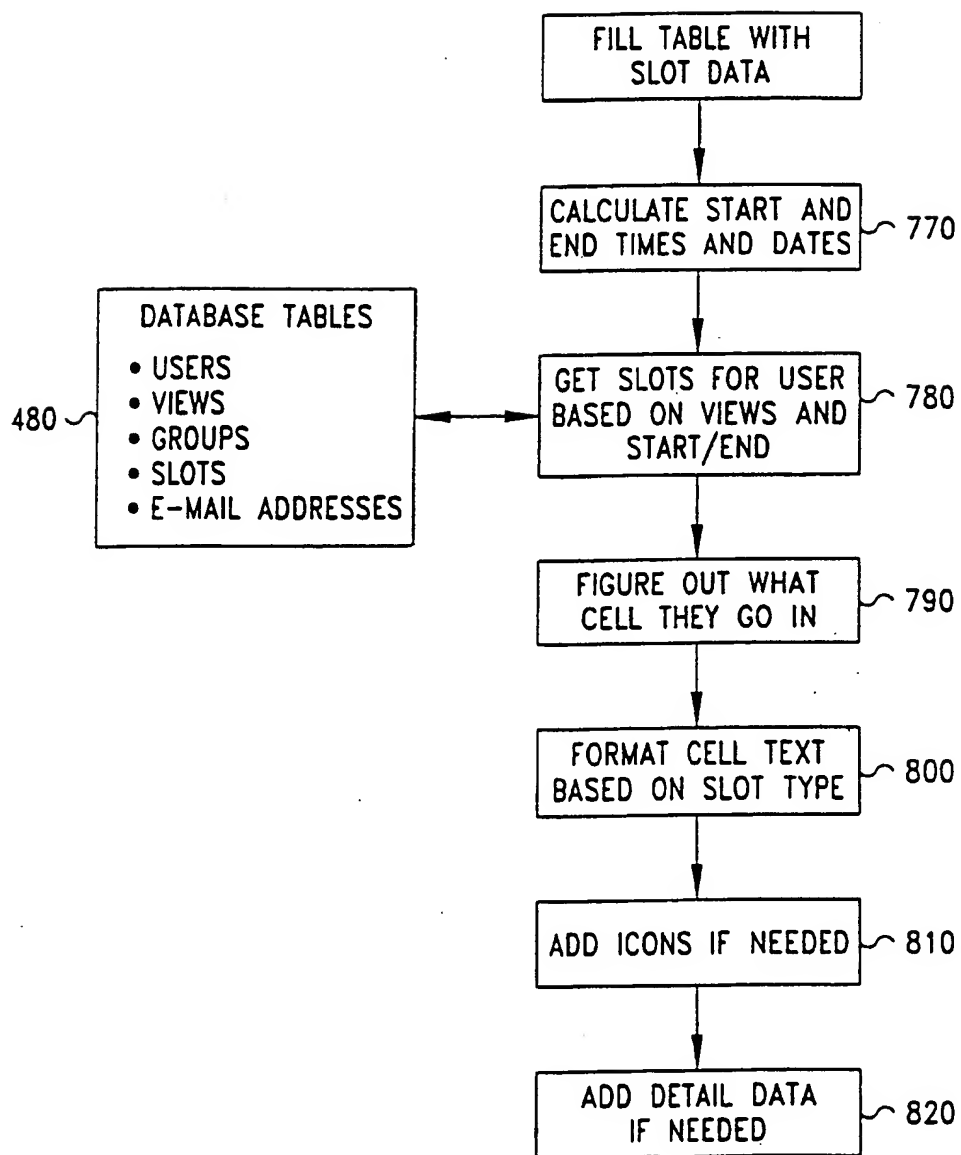 FILL TABLE WITH
SLOT DATA
CALCULATE START AND
END TIMES AND DATES
770
DATABASE TABLES
• USERS
• VIEWS
• GROUPS
• SLOTS
• E-MAIL ADDRESSES
480
GET SLOTS FOR USER
BASED ON VIEWS AND
START/END
780
FIGURE OUT WHAT
CELL THEY GO IN
790
FORMAT CELL TEXT
BASED ON SLOT TYPE
800
ADD ICONS IF NEEDED
810
ADD DETAIL DATA
IF NEEDED
820